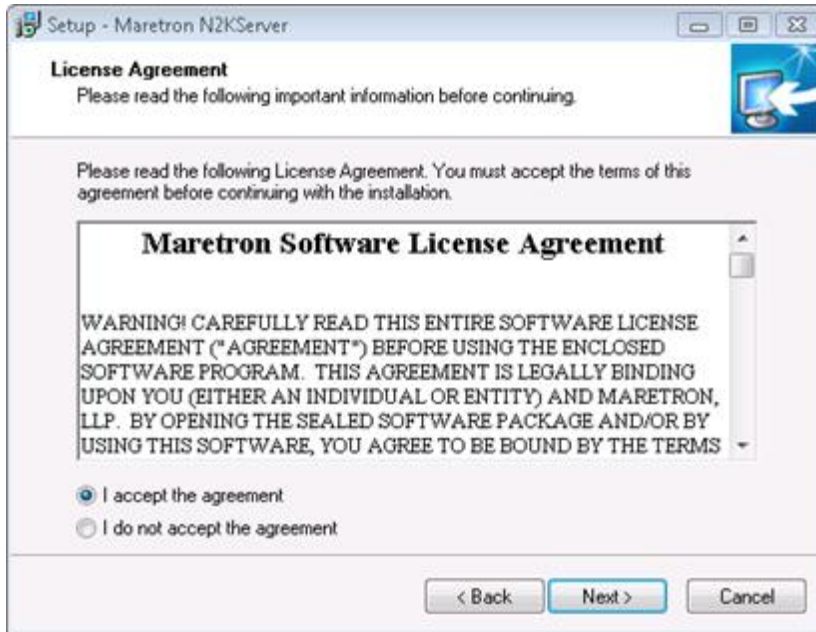 Setup - Maretron N2KServer
License Agreement
Please read the following important information before continuing.
Please read the following License Agreement. You must accept the terms of this
agreement before continuing with the installation.
Maretron Software License Agreement
WARNING! CAREFULLY READ THIS ENTIRE SOFTWARE LICENSE
AGREEMENT ("AGREEMENT") BEFORE USING THE ENCLOSED
SOFTWARE PROGRAM. THIS AGREEMENT IS LEGALLY BINDING
UPON YOU (EITHER AN INDIVIDUAL OR ENTITY) AND MARETRON,
LLP. BY OPENING THE SEALED SOFTWARE PACKAGE AND/OR BY
USING THIS SOFTWARE, YOU AGREE TO BE BOUND BY THE TERMS
I accept the agreement
I do not accept the agreement
< Back Next > Cancel